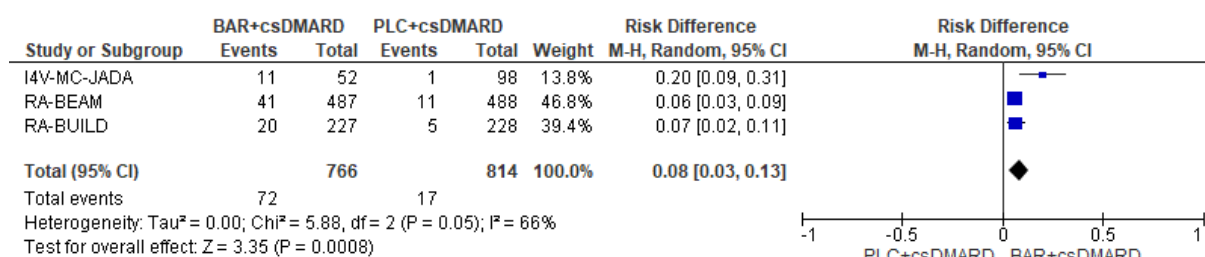 BAR+csDMARD PLC+csDMARD Risk Difference Risk Difference
Study or Subgroup Events Total Events Total Weight M-H, Random, 95% CI M-H, Random, 95% CI
I4V-MC-JADA 11 52 1 98 13.8% 0.20 [0.09, 0.31]
RA-BEAM 41 487 11 488 46.8% 0.06 [0.03, 0.09]
RA-BUILD 20 227 5 228 39.4% 0.07 [0.02, 0.11]
Total (95% CI) 766 814 100.0% 0.08 [0.03, 0.13]
Total events 72 17
Heterogeneity: Tau² = 0.00; Chi² = 5.88, df = 2 (P = 0.05); I² = 66%
Test for overall effect: Z = 3.35 (P = 0.0008)
-1 -0.5 0 0.5 1
PLC+csDMARD BAR+csDMARD